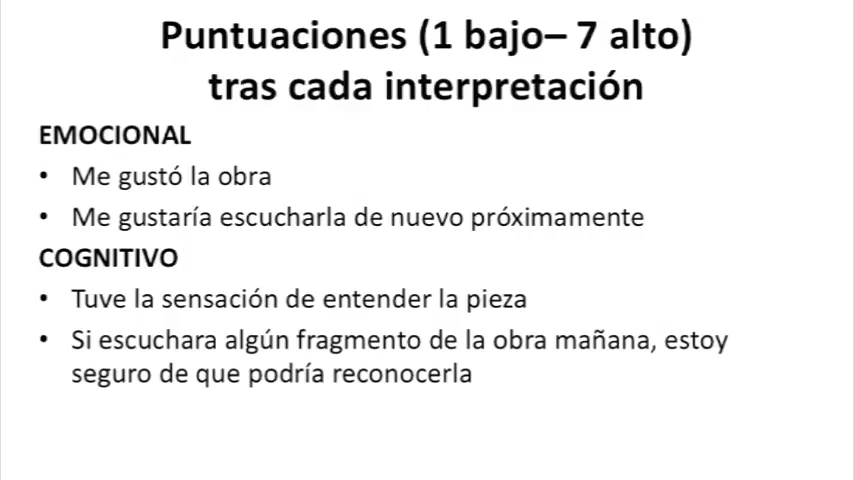 Puntuaciones (1 bajo– 7 alto)
tras cada interpretación
EMOCIONAL
• Me gustó la obra
• Me gustaría escucharla de nuevo próximamente
COGNITIVO
• Tuve la sensación de entender la pieza
• Si escuchara algún fragmento de la obra mañana, estoy
seguro de que podría reconocerla